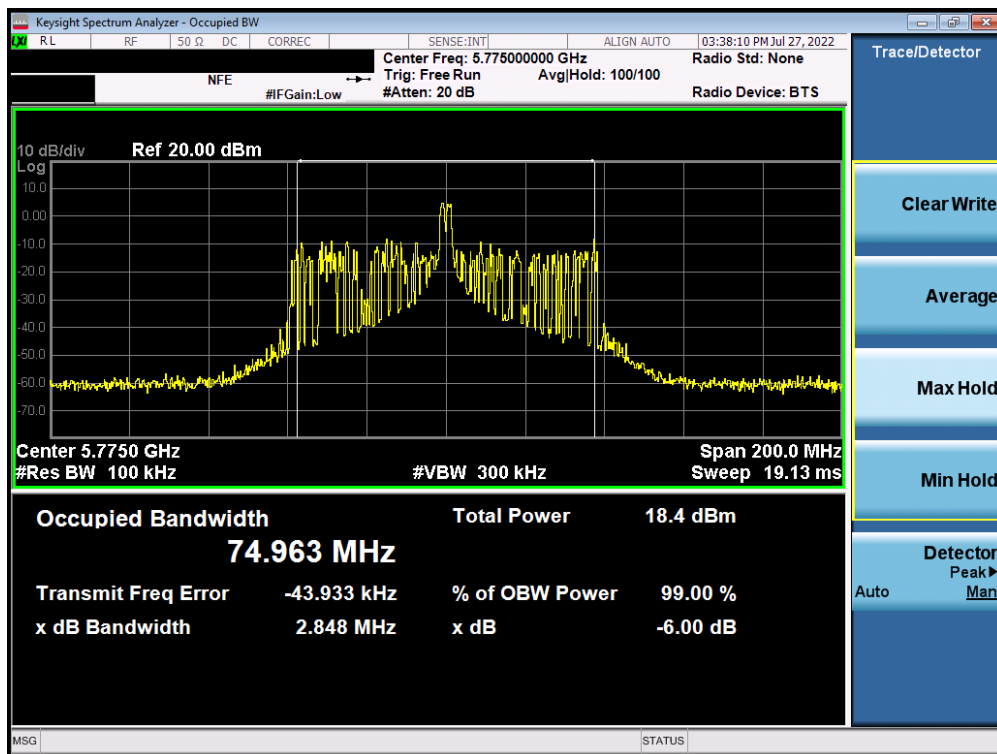 Keysight Spectrum Analyzer - Occupied BW
LXI RL RF 50 Ω DC CORREC SENSE:INT ALIGN AUTO 03:38:10 PM Jul 27, 2022
Center Freq: 5.775000000 GHz Radio Std: None
NFE Trig: Free Run Avg|Hold: 100/100
#IFGain:Low #Atten: 20 dB Radio Device: BTS
10 dB/div Ref 20.00 dBm
Log
10.0
0.00
-10.0
-20.0
-30.0
-40.0
-50.0
-60.0
-70.0
Center 5.7750 GHz Span 200.0 MHz
#Res BW 100 kHz #VBW 300 kHz Sweep 19.13 ms
Occupied Bandwidth Total Power 18.4 dBm
74.963 MHz
Transmit Freq Error -43.933 kHz % of OBW Power 99.00 %
x dB Bandwidth 2.848 MHz x dB -6.00 dB
MSG STATUS
Trace/Detector
Clear Write
Average
Max Hold
Min Hold
Detector
Peak▶
Auto Man